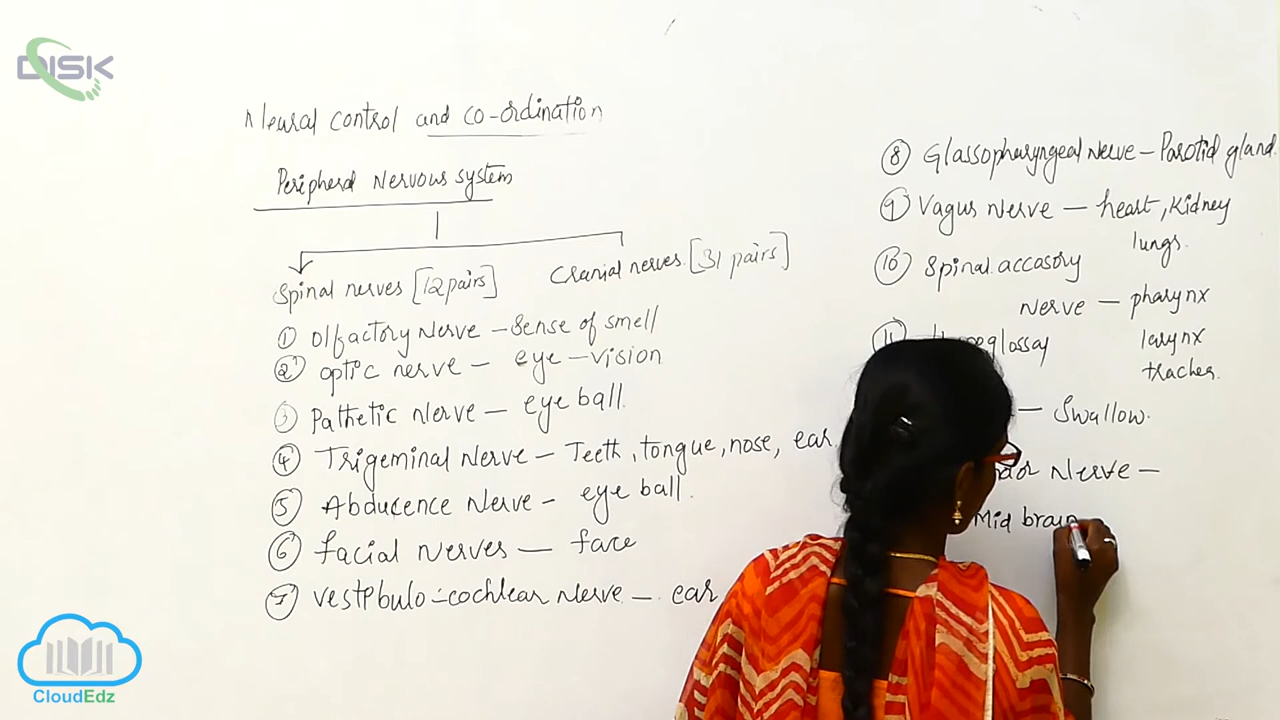 DISK
Neural control and co-ordination
Peripheral Nervous system
Spinal nerves [12 pairs]
Cranial nerves. [31 pairs]
① Olfactory Nerve - Sense of smell
② optic nerve - eye - vision
③ Pathetic Nerve - eye ball.
④ Trigeminal Nerve - Teeth, tongue, nose, ear.
⑤ Abducence Nerve - eye ball.
⑥ facial nerves - face
⑦ vestebulo-cochlear nerve - ear
⑧ Glassopharyngeal Nerve - Parotid gland.
⑨ Vagus Nerve - heart, Kidney
lungs.
⑩ Spinal accasory
nerve - pharynx
larynx
trachea.
⑪
- Swallow.
Nerve -
Mid brain
CloudEdz